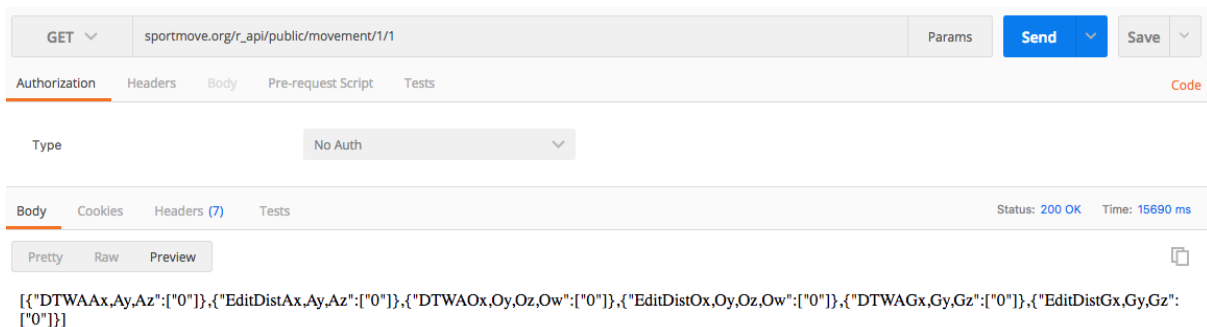 GET sportmove.org/r_api/public/movement/1/1 Params Send Save
Authorization Headers Body Pre-request Script Tests Code
Type No Auth
Body Cookies Headers (7) Tests Status: 200 OK Time: 15690 ms
Pretty Raw Preview
[{"DTWAAx,Ay,Az":["0"]},{"EditDistAx,Ay,Az":["0"]},{"DTWAOx,Oy,Oz,Ow":["0"]},{"EditDistOx,Oy,Oz,Ow":["0"]},{"DTWAGx,Gy,Gz":["0"]},{"EditDistGx,Gy,Gz":
["0"]}]